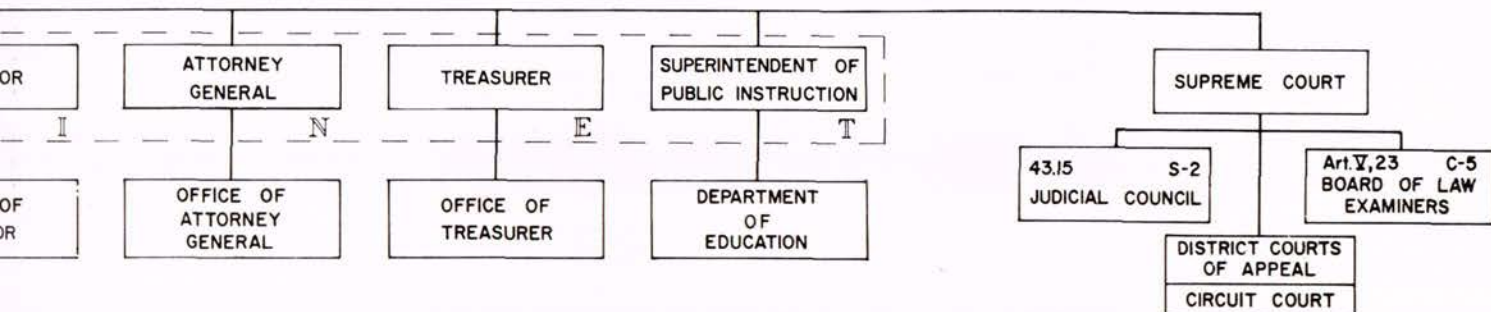 OR
ATTORNEY
GENERAL
TREASURER
SUPERINTENDENT OF
PUBLIC INSTRUCTION
SUPREME COURT
I N E T
OF
OR
OFFICE OF
ATTORNEY
GENERAL
OFFICE OF
TREASURER
DEPARTMENT
OF
EDUCATION
43.15 S-2
JUDICIAL COUNCIL
Art. V, 23 C-5
BOARD OF LAW
EXAMINERS
DISTRICT COURTS
OF APPEAL
CIRCUIT COURT